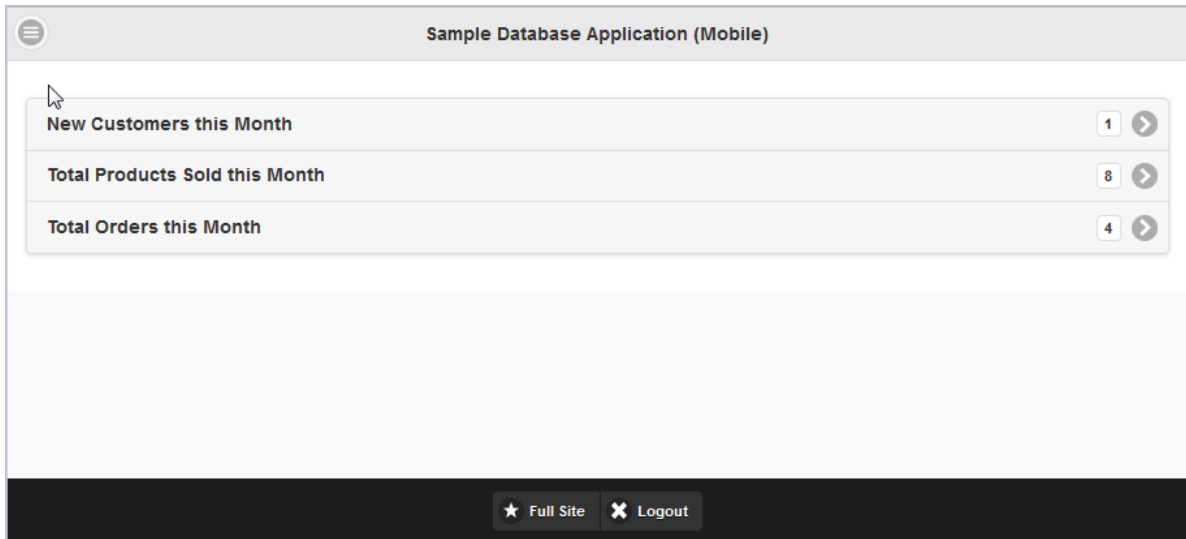 Sample Database Application (Mobile)
New Customers this Month 1
Total Products Sold this Month 8
Total Orders this Month 4
Full Site Logout